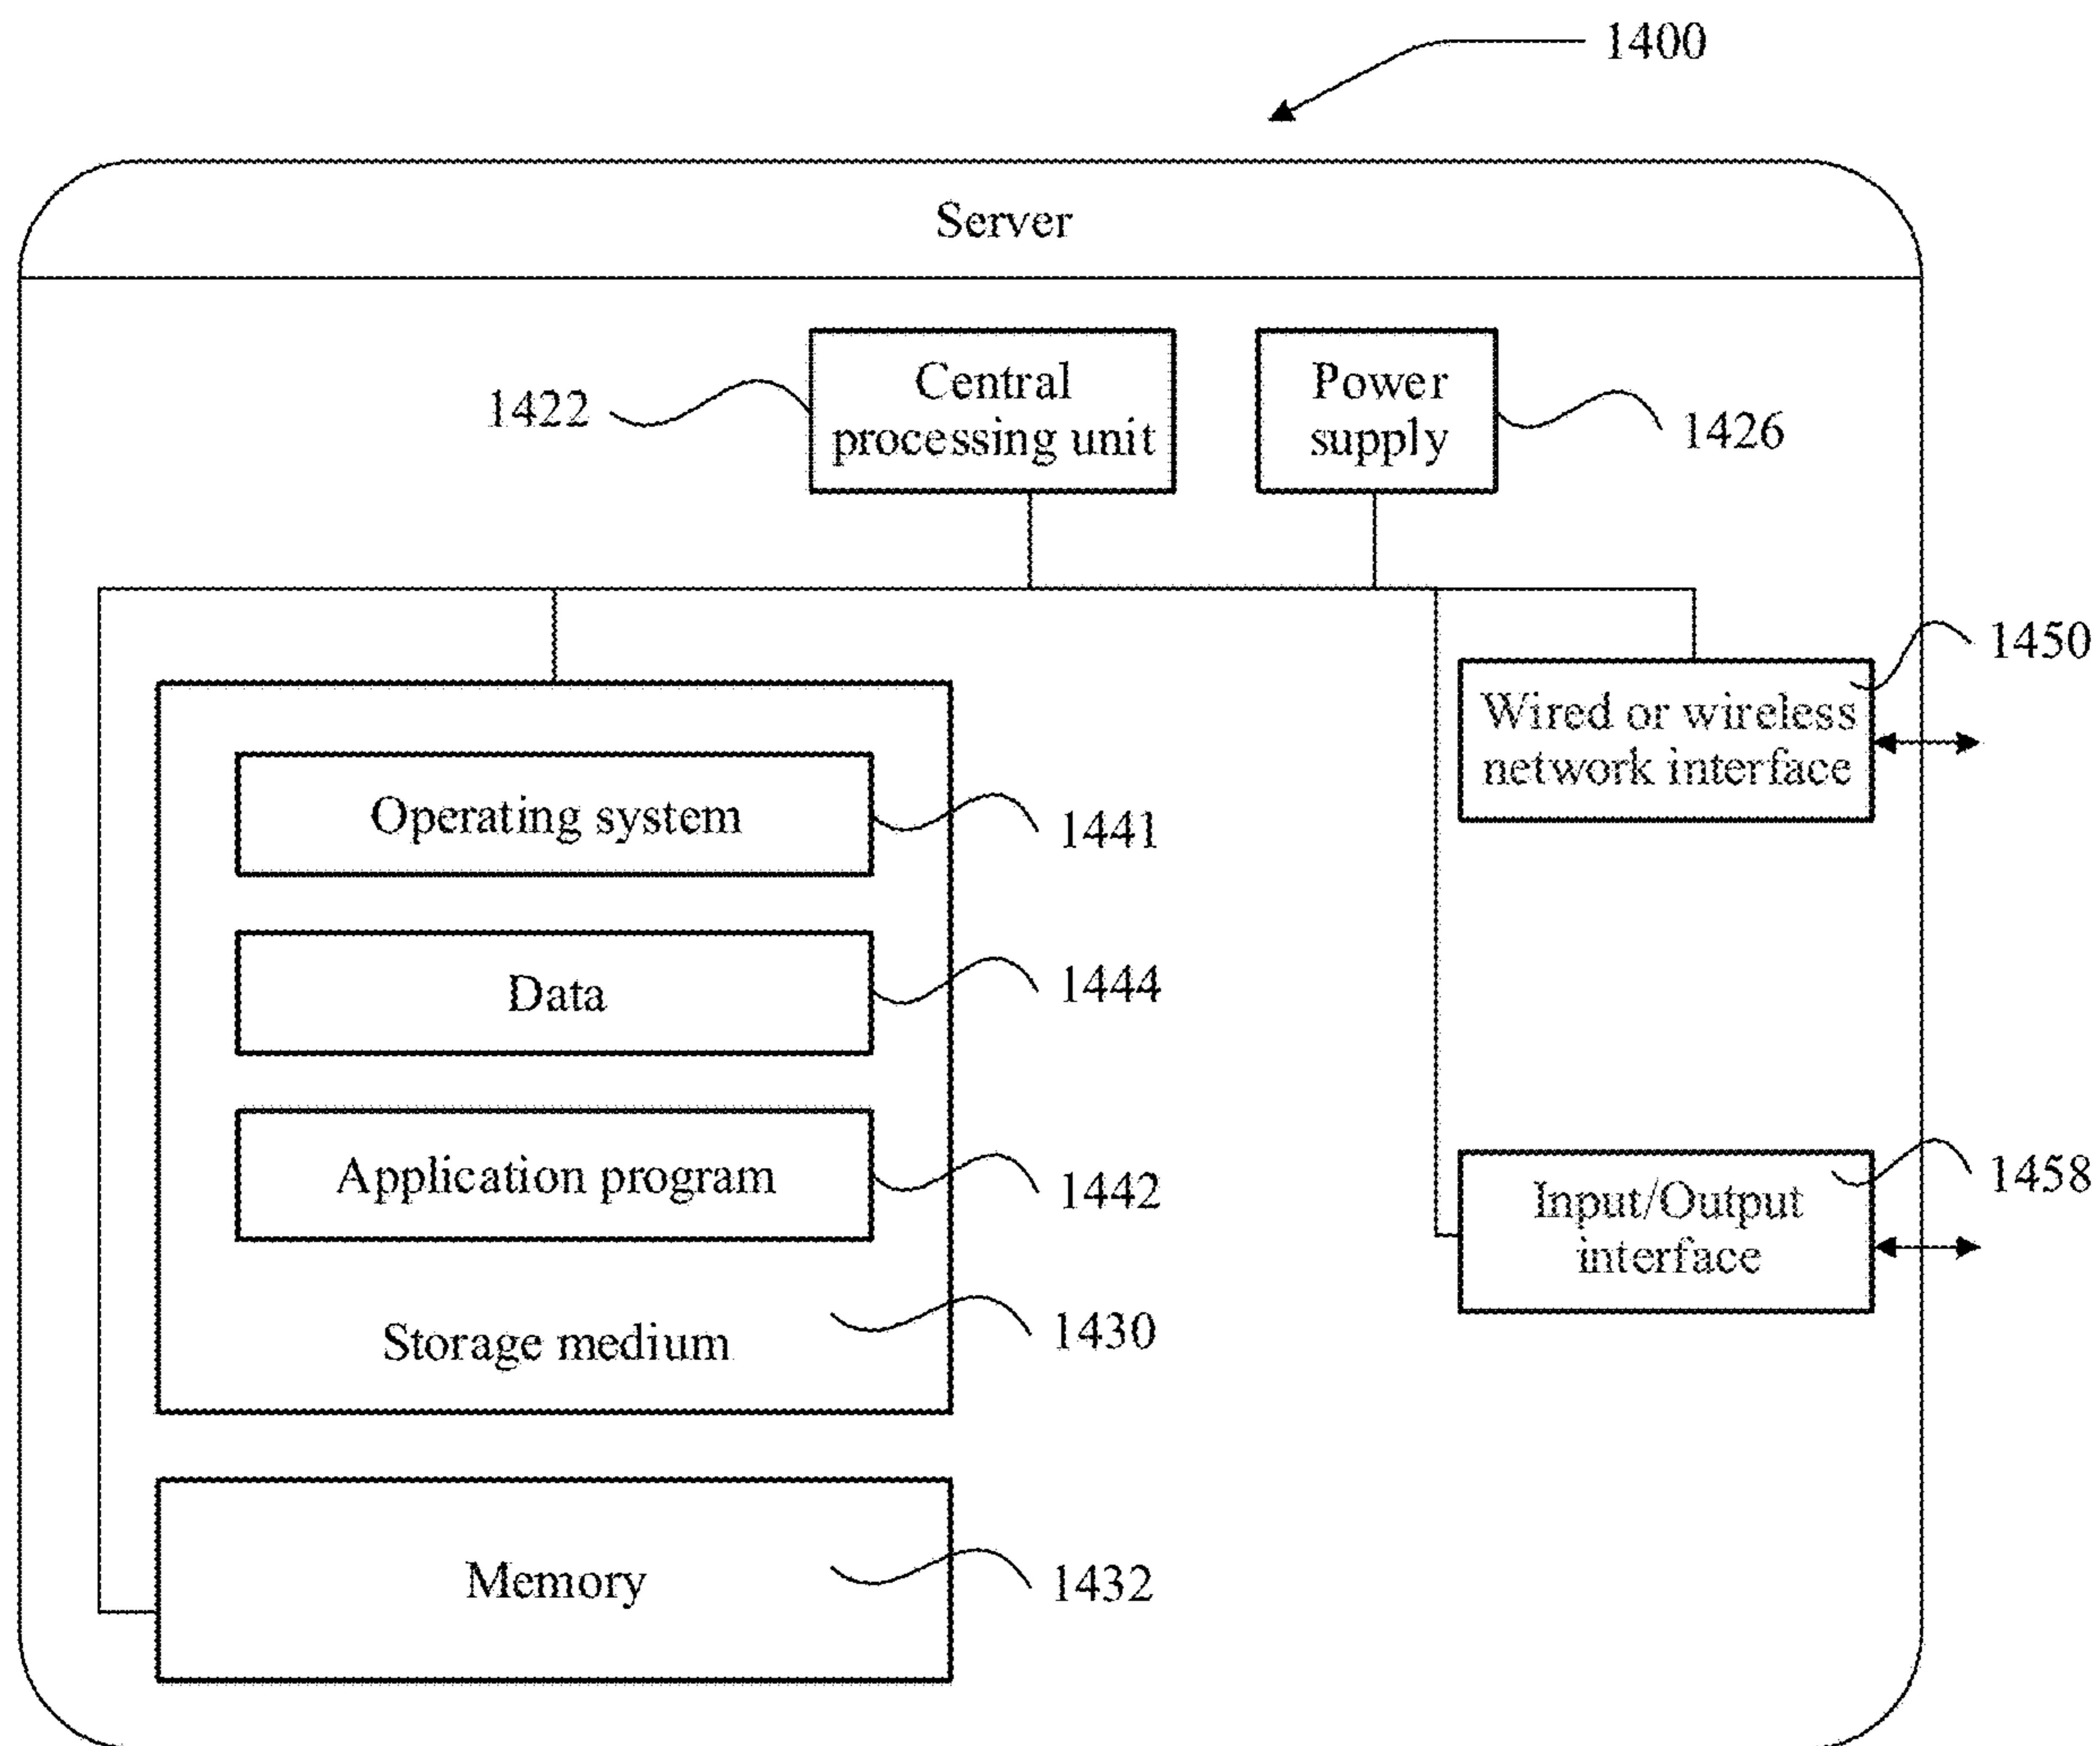 1400
Server
1422
Central
processing unit
Power
supply
1426
1450
Wired or wireless
network interface
Operating system
1441
Data
1444
Application program
1442
1458
Input/Output
interface
Storage medium
1430
Memory
1432